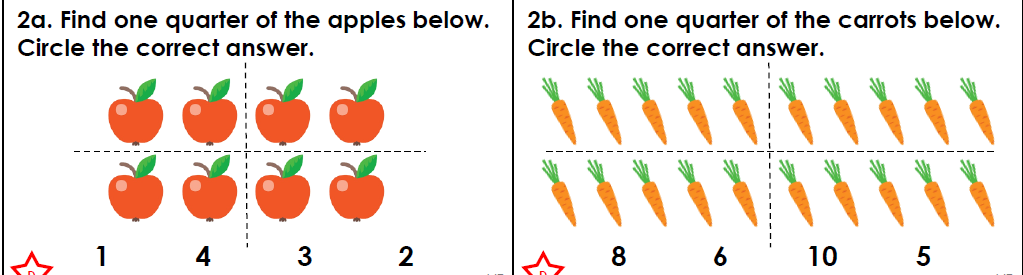 2a. Find one quarter of the apples below.
Circle the correct answer.
1 4 3 2
2b. Find one quarter of the carrots below.
Circle the correct answer.
8 6 10 5